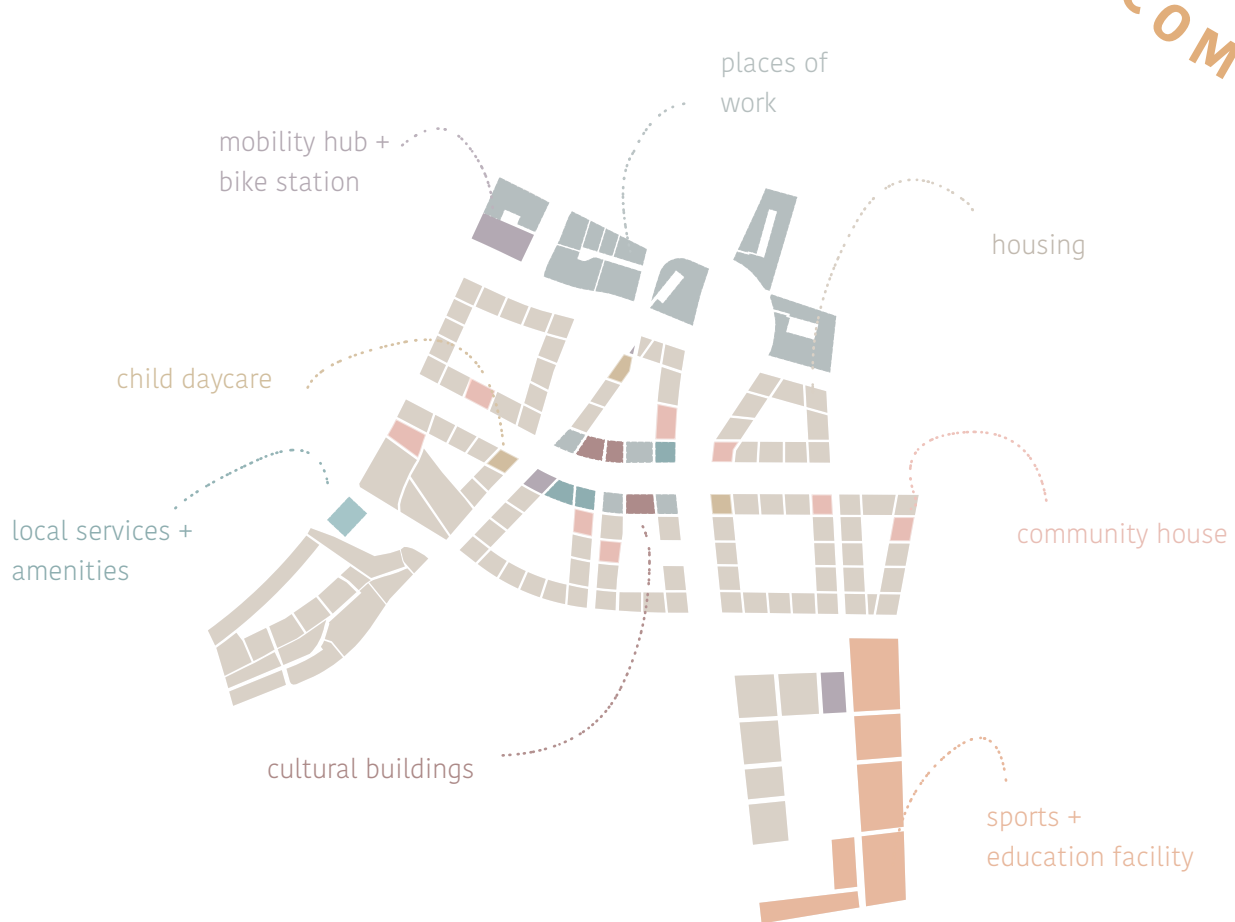 COM
places of
work
mobility hub +
bike station
housing
child daycare
local services +
amenities
community house
cultural buildings
sports +
education facility